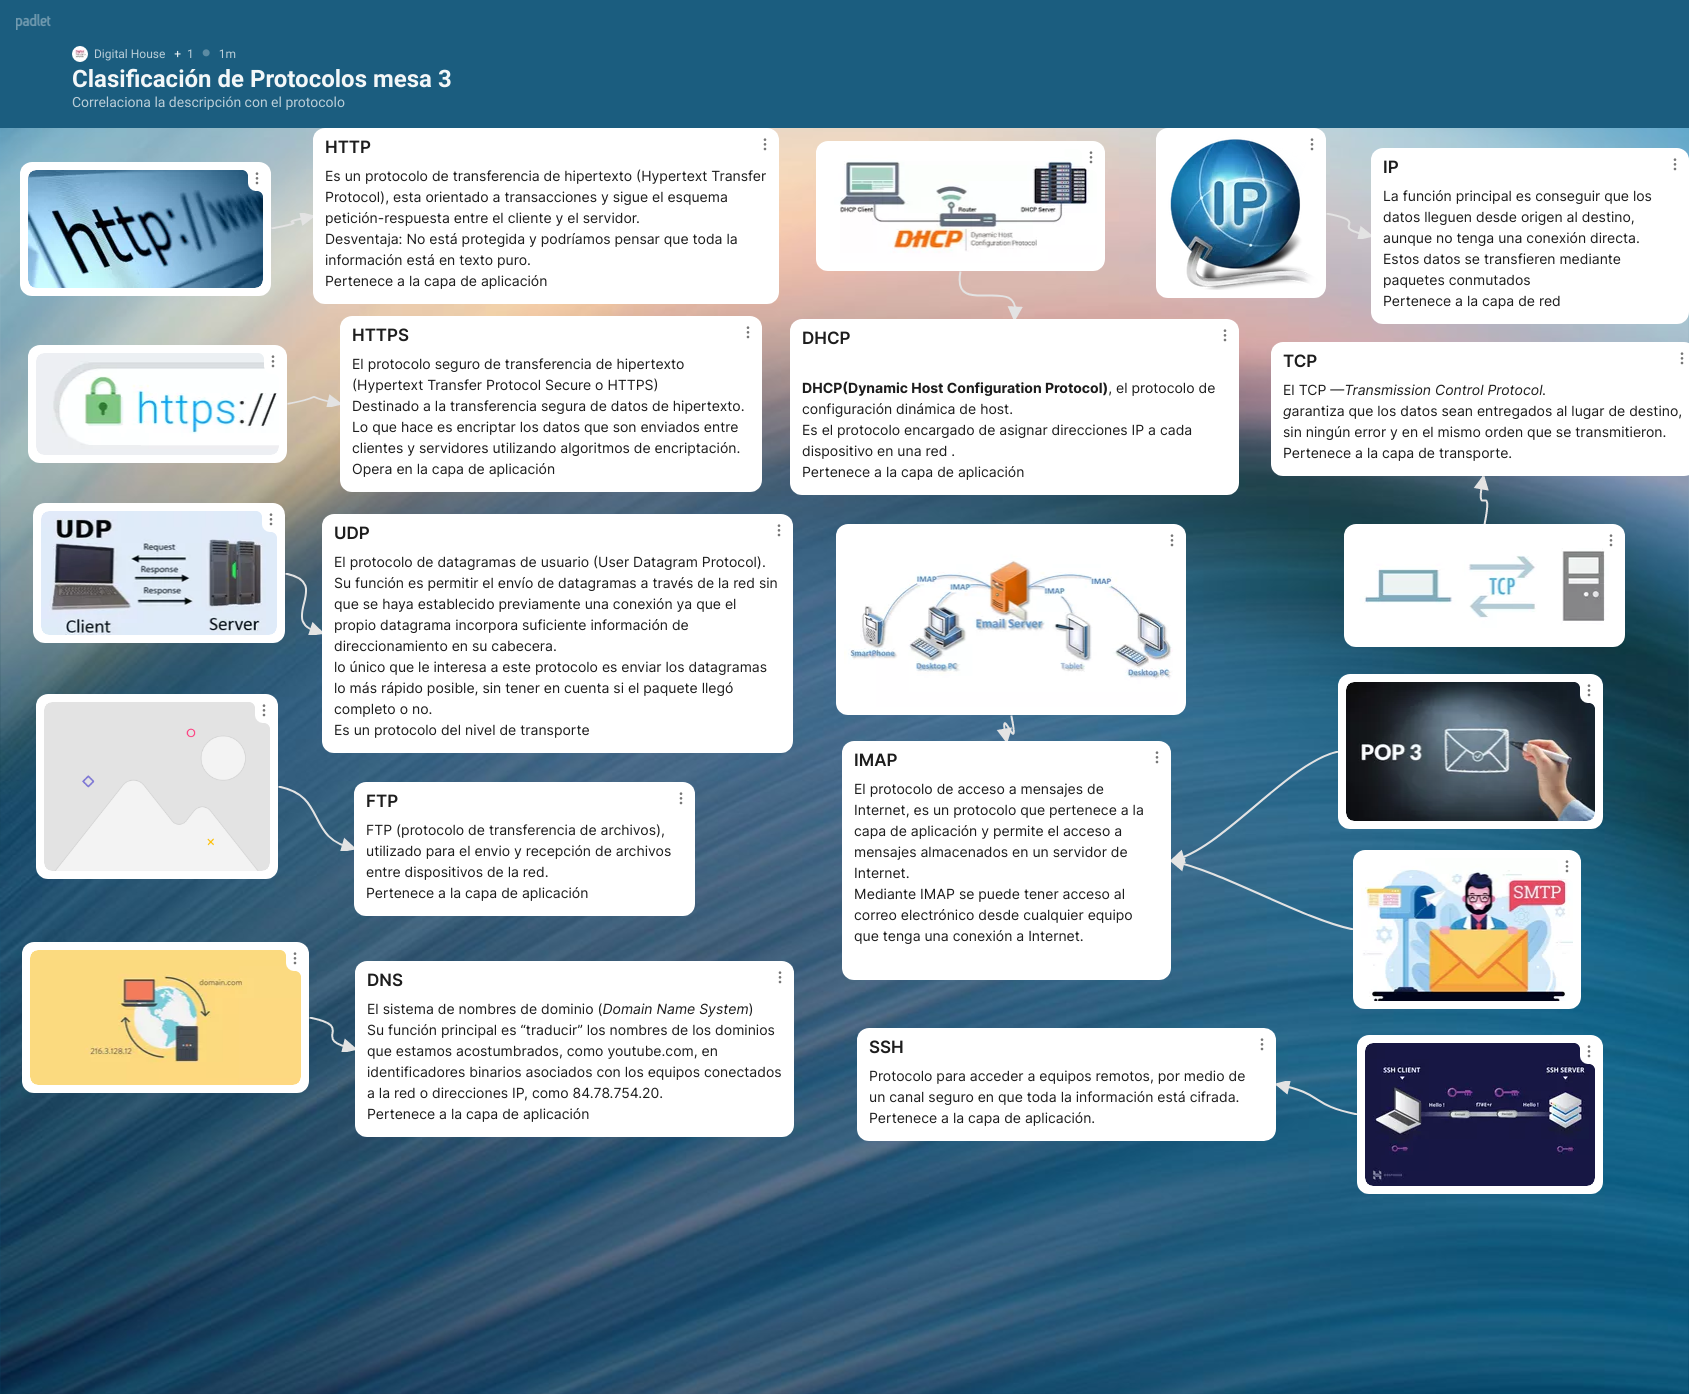 padlet
Digital House + 1 1m
Clasificación de Protocolos mesa 3
Correlaciona la descripción con el protocolo
http://www
HTTP
Es un protocolo de transferencia de hipertexto (Hypertext Transfer
Protocol), esta orientado a transacciones y sigue el esquema
petición-respuesta entre el cliente y el servidor.
Desventaja: No está protegida y podríamos pensar que toda la
información está en texto puro.
Pertenece a la capa de aplicación
https://
HTTPS
El protocolo seguro de transferencia de hipertexto
(Hypertext Transfer Protocol Secure o HTTPS)
Destinado a la transferencia segura de datos de hipertexto.
Lo que hace es encriptar los datos que son enviados entre
clientes y servidores utilizando algoritmos de encriptación.
Opera en la capa de aplicación
UDP
Request
Response
Response
Client
Server
UDP
El protocolo de datagramas de usuario (User Datagram Protocol).
Su función es permitir el envío de datagramas a través de la red sin
que se haya establecido previamente una conexión ya que el
propio datagrama incorpora suficiente información de
direccionamiento en su cabecera.
lo único que le interesa a este protocolo es enviar los datagramas
lo más rápido posible, sin tener en cuenta si el paquete llegó
completo o no.
Es un protocolo del nivel de transporte
FTP
FTP (protocolo de transferencia de archivos),
utilizado para el envio y recepción de archivos
entre dispositivos de la red.
Pertenece a la capa de aplicación
domain.com
216.3.128.12
DNS
El sistema de nombres de dominio (Domain Name System)
Su función principal es “traducir” los nombres de los dominios
que estamos acostumbrados, como youtube.com, en
identificadores binarios asociados con los equipos conectados
a la red o direcciones IP, como 84.78.754.20.
Pertenece a la capa de aplicación
DHCP Client
Router
DHCP Server
DHCP
Dynamic Host
Configuration Protocol
DHCP
DHCP(Dynamic Host Configuration Protocol), el protocolo de
configuración dinámica de host.
Es el protocolo encargado de asignar direcciones IP a cada
dispositivo en una red .
Pertenece a la capa de aplicación
IP
IP
La función principal es conseguir que los
datos lleguen desde origen al destino,
aunque no tenga una conexión directa.
Estos datos se transfieren mediante
paquetes conmutados
Pertenece a la capa de red
TCP
El TCP —Transmission Control Protocol.
garantiza que los datos sean entregados al lugar de destino,
sin ningún error y en el mismo orden que se transmitieron.
Pertenece a la capa de transporte.
TCP
IMAP
IMAP
IMAP
IMAP
Email Server
SmartPhone
Desktop PC
Tablet
Desktop PC
IMAP
El protocolo de acceso a mensajes de
Internet, es un protocolo que pertenece a la
capa de aplicación y permite el acceso a
mensajes almacenados en un servidor de
Internet.
Mediante IMAP se puede tener acceso al
correo electrónico desde cualquier equipo
que tenga una conexión a Internet.
POP 3
SMTP
SSH
Protocolo para acceder a equipos remotos, por medio de
un canal seguro en que toda la información está cifrada.
Pertenece a la capa de aplicación.
SSH CLIENT
SSH SERVER
Hello !
Hello !